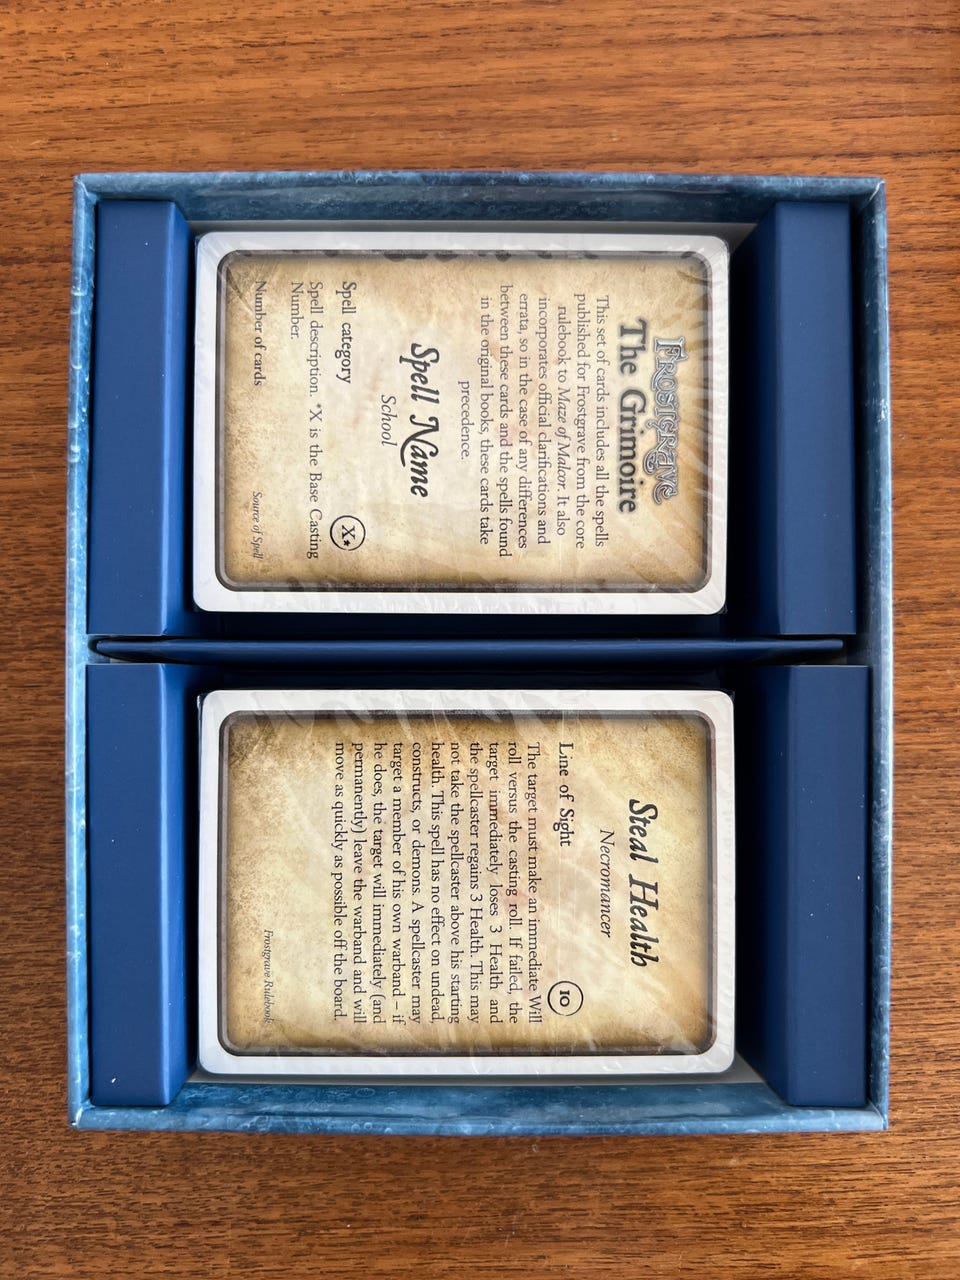 FROSTGRAVE
The Grimoire
This set of cards includes all the spells
published for Frostgrave from the core
rulebook to Maze of Malcor. It also
incorporates official clarifications and
errata, so in the case of any differences
between these cards and the spells found
in the original books, these cards take
precedence.
Spell Name
School
Spell category X*
Spell description. *X is the Base Casting
Number.
Number of cards Source of Spell
Steal Health
Necromancer
Line of Sight 10
The target must make an immediate Will
roll versus the casting roll. If failed, the
target immediately loses 3 Health and
the spellcaster regains 3 Health. This may
not take the spellcaster above his starting
health. This spell has no effect on undead,
constructs, or demons. A spellcaster may
target a member of his own warband – if
he does, the target will immediately (and
permanently) leave the warband and will
move as quickly as possible off the board.
Frostgrave Rulebook